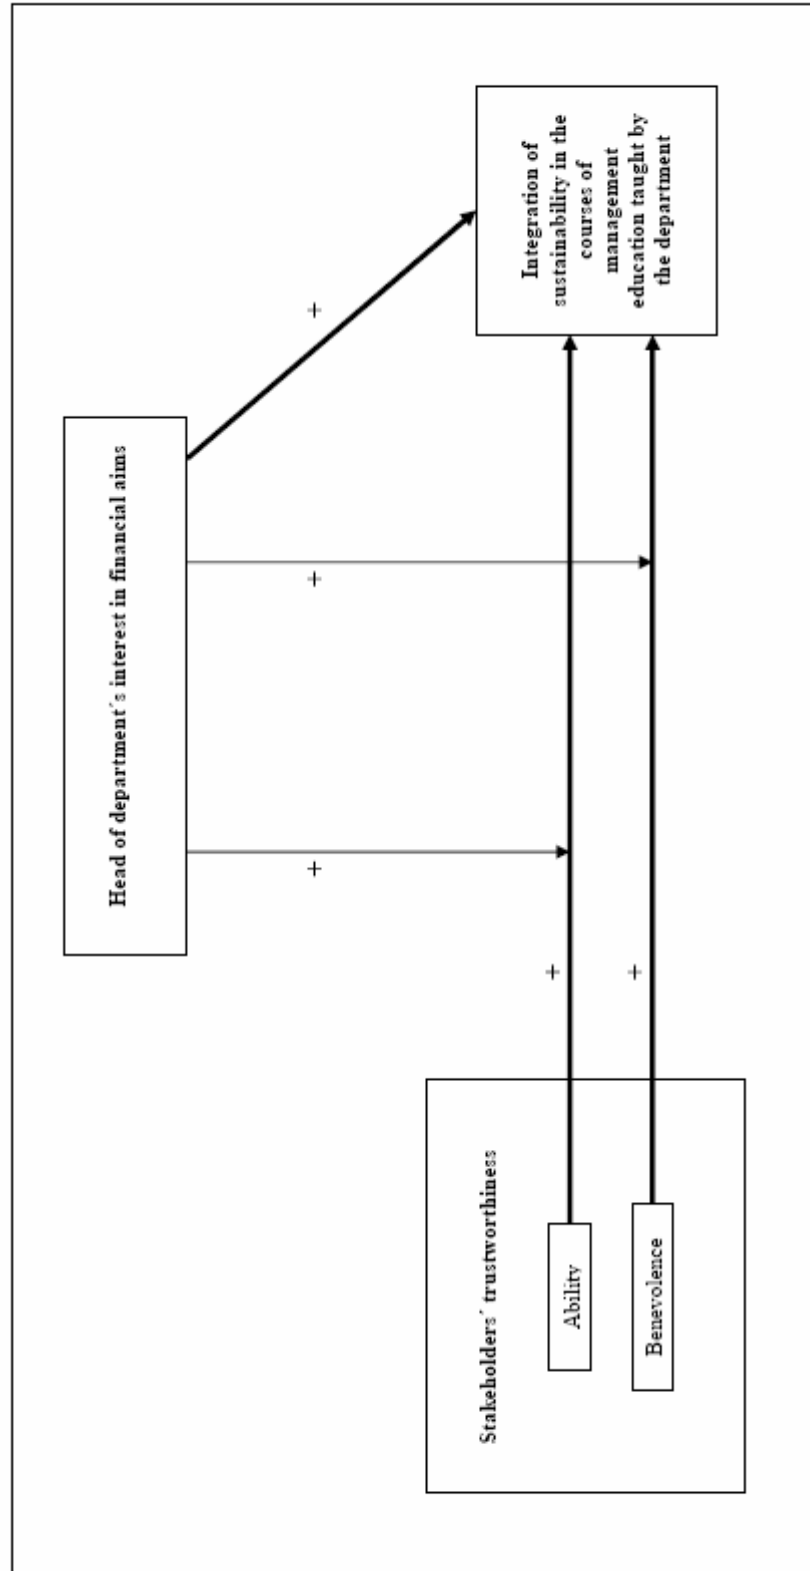 Head of department´s interest in financial aims
+
+
+
Integration of
sustainability in the
courses of
management
education taught by
the department
Stakeholders´ trustworthiness
Ability
+
Benevolence
+